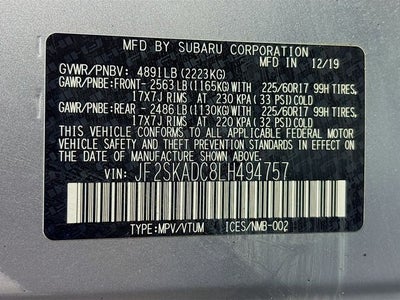 MFD BY SUBARU CORPORATION MFD IN 12/19
GVWR/PNBV: 4891LB (2223KG)
GAWR/PNBE:FRONT- 2563LB (1165KG)WITH 225/60R17 99H TIRES,
17X7J RIMS AT 230 KPA( 33 PSI)COLD
GAWR/PNBE:REAR - 2486LB (1130KG)WITH 225/60R17 99H TIRES,
17X7J RIMS AT 220 KPA( 32 PSI)COLD
THIS VEHICLE CONFORMS TO ALL APPLICABLE FEDERAL MOTOR
VEHICLE SAFETY, BUMPER AND THEFT PREVENTION STANDARDS IN
EFFECT ON THE DATE OF MANUFACTURE SHOWN ABOVE.
VIN: JF2SKADC8LH494757
TYPE:MPV/VTUM ICES/NMB-002